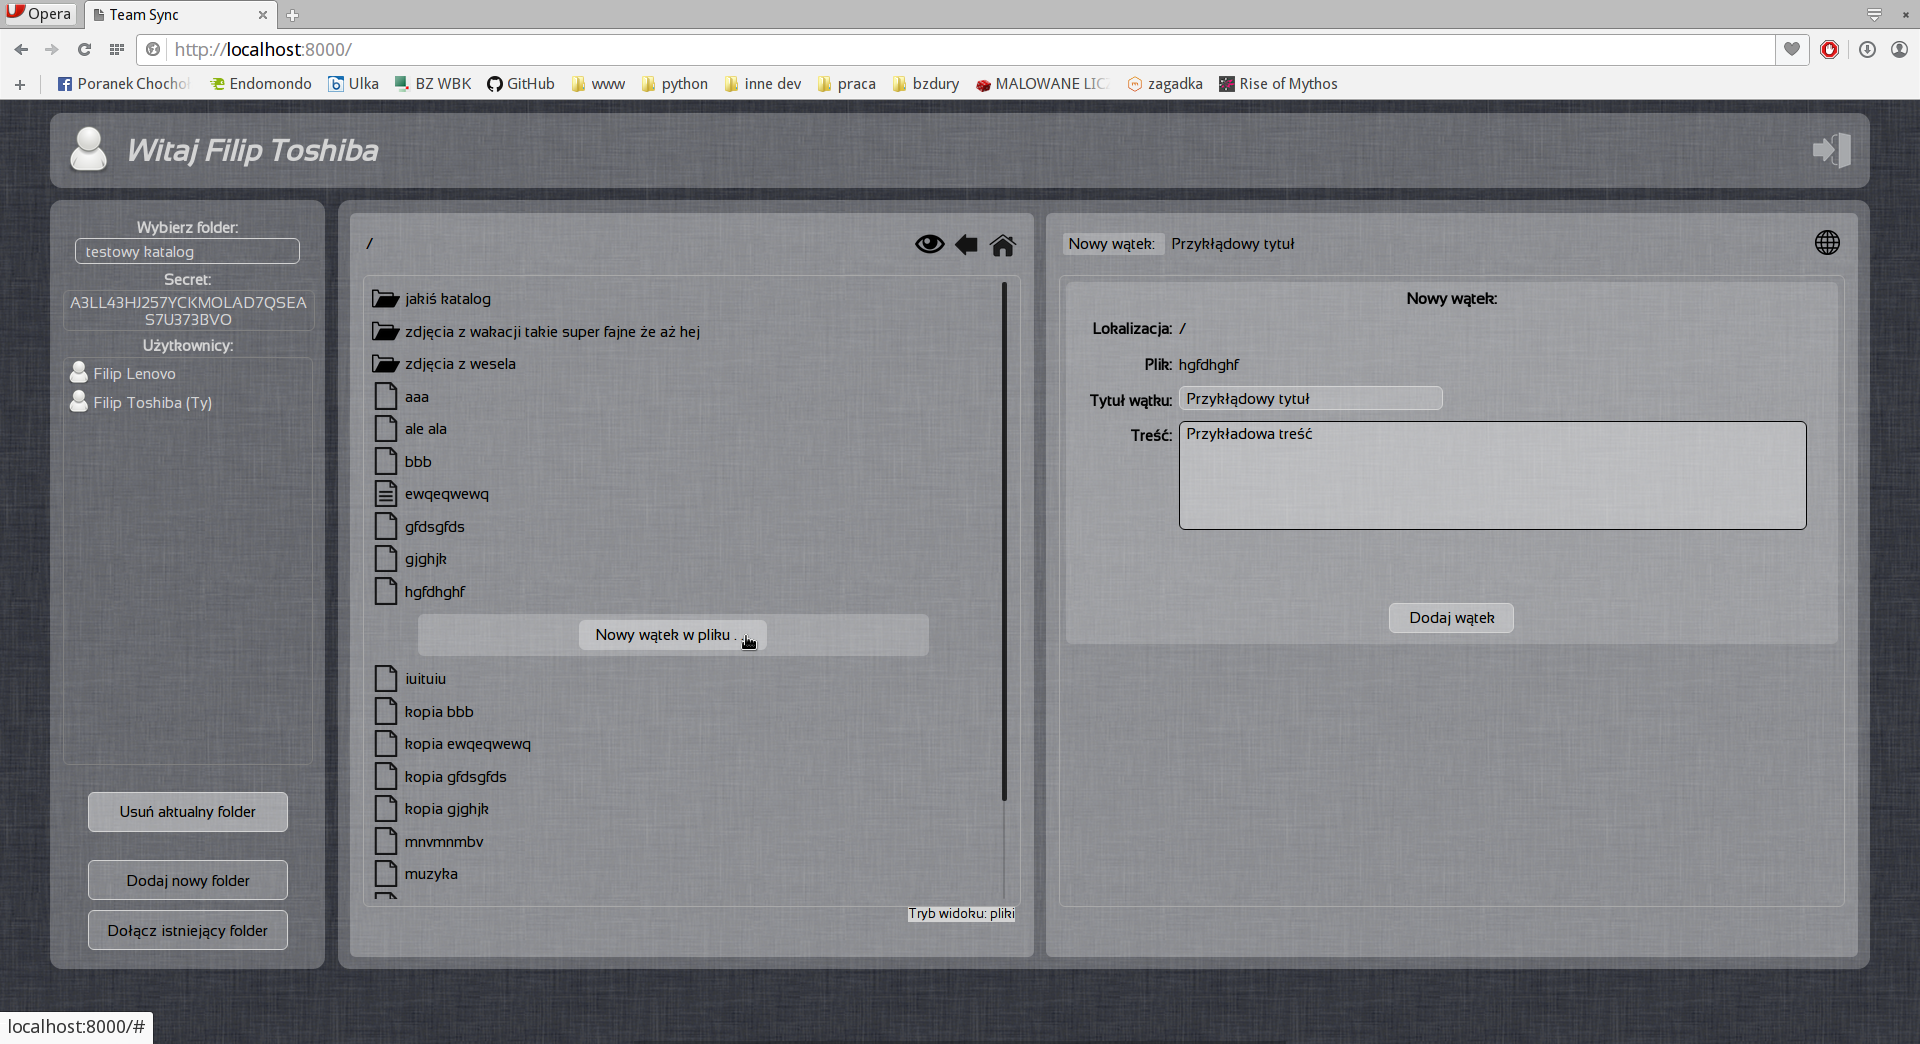 Opera
Team Sync
http://localhost:8000/
Poranek Chocho
Endomondo
Ulka
BZ WBK
GitHub
www
python
inne dev
praca
bzdury
MALOWANE LIC
zagadka
Rise of Mythos
Witaj Filip Toshiba
Wybierz folder:
testowy katalog
Secret:
A3LL43HJ257YCKMOLAD7QSEA
S7U373BVO
Użytkownicy:
Filip Lenovo
Filip Toshiba (Ty)
Usuń aktualny folder
Dodaj nowy folder
Dołącz istniejący folder
/
jakiś katalog
zdjęcia z wakacji takie super fajne że aż hej
zdjęcia z wesela
aaa
ale ala
bbb
ewqeqwewq
gfdsgfds
gjghjk
hgfdhghf
Nowy wątek w pliku .
iuituiu
kopia bbb
kopia ewqeqwewq
kopia gfdsgfds
kopia gjghjk
mnvmnmbv
muzyka
Tryb widoku: pliki
Nowy wątek: Przykłądowy tytuł
Nowy wątek:
Lokalizacja: /
Plik: hgfdhghf
Tytuł wątku: Przykłądowy tytuł
Treść: Przykładowa treść
Dodaj wątek
localhost:8000/#